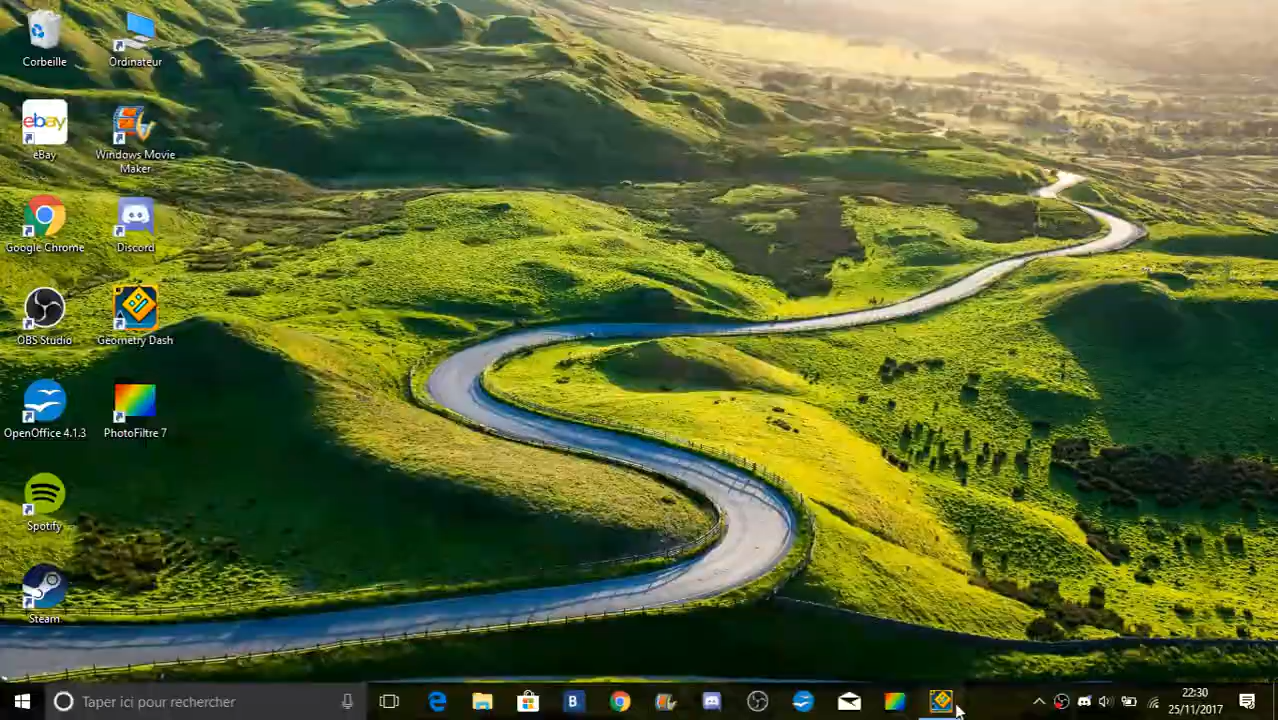 Corbeille
Ordinateur
ebay
eBay
Windows Movie
Maker
Google Chrome
Discord
OBS Studio
Geometry Dash
OpenOffice 4.1.3
PhotoFiltre 7
Spotify
Steam
Taper ici pour rechercher
B
22:30
25/11/2017